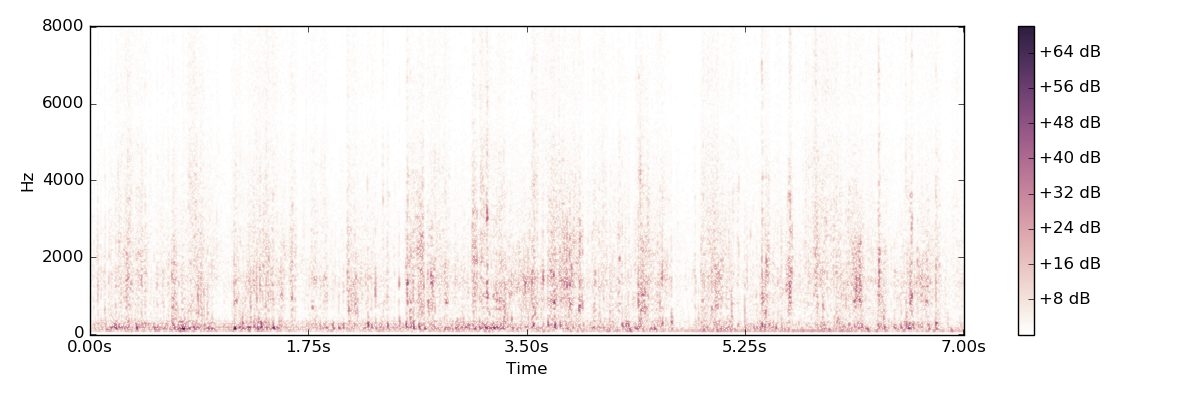 8000
6000
4000
2000
0
Hz
0.00s 1.75s 3.50s 5.25s 7.00s
Time
+64 dB
+56 dB
+48 dB
+40 dB
+32 dB
+24 dB
+16 dB
+8 dB